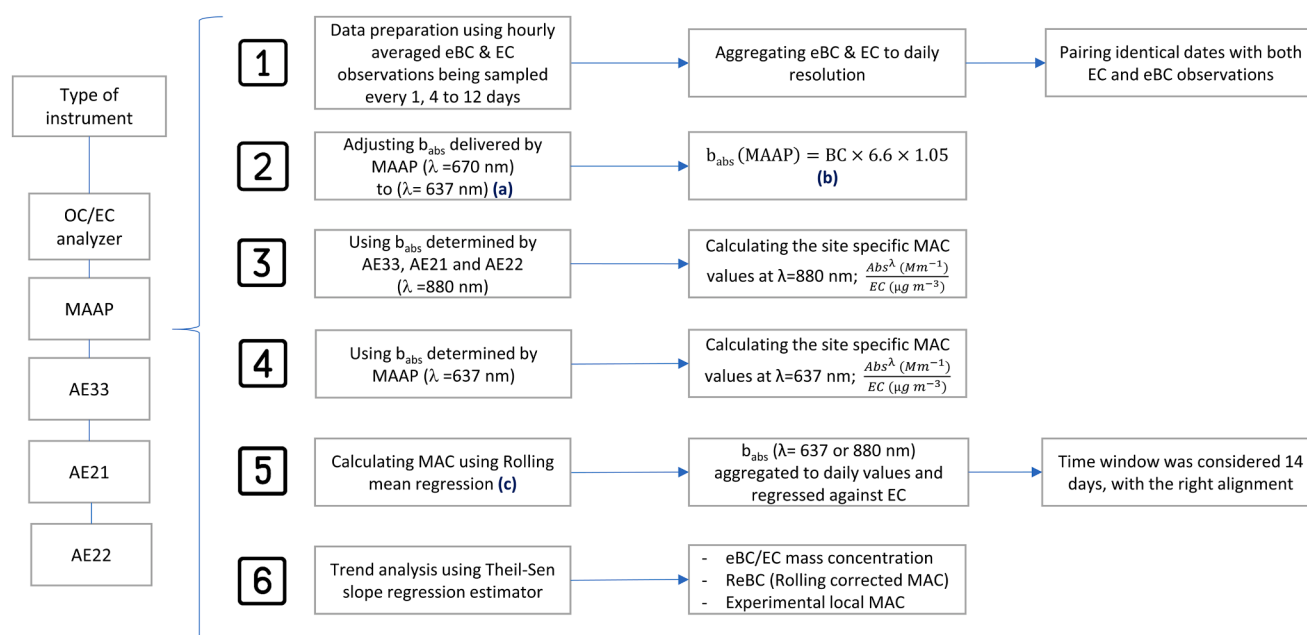 Type of
instrument
OC/EC
analyzer
MAAP
AE33
AE21
AE22
1
Data preparation using hourly
averaged eBC & EC
observations being sampled
every 1, 4 to 12 days
Aggregating eBC & EC to daily
resolution
Pairing identical dates with both
EC and eBC observations
2
Adjusting b_abs delivered by
MAAP (λ =670 nm)
to (λ= 637 nm) (a)
b_abs (MAAP) = BC × 6.6 × 1.05
(b)
3
Using b_abs determined by
AE33, AE21 and AE22
(λ =880 nm)
Calculating the site specific MAC
values at λ=880 nm; Abs^λ (Mm⁻¹) / EC (µg m⁻³)
4
Using b_abs determined by
MAAP (λ =637 nm)
Calculating the site specific MAC
values at λ=637 nm; Abs^λ (Mm⁻¹) / EC (µg m⁻³)
5
Calculating MAC using Rolling
mean regression (c)
b_abs (λ= 637 or 880 nm)
aggregated to daily values and
regressed against EC
Time window was considered 14
days, with the right alignment
6
Trend analysis using Theil-Sen
slope regression estimator
- eBC/EC mass concentration
- ReBC (Rolling corrected MAC)
- Experimental local MAC